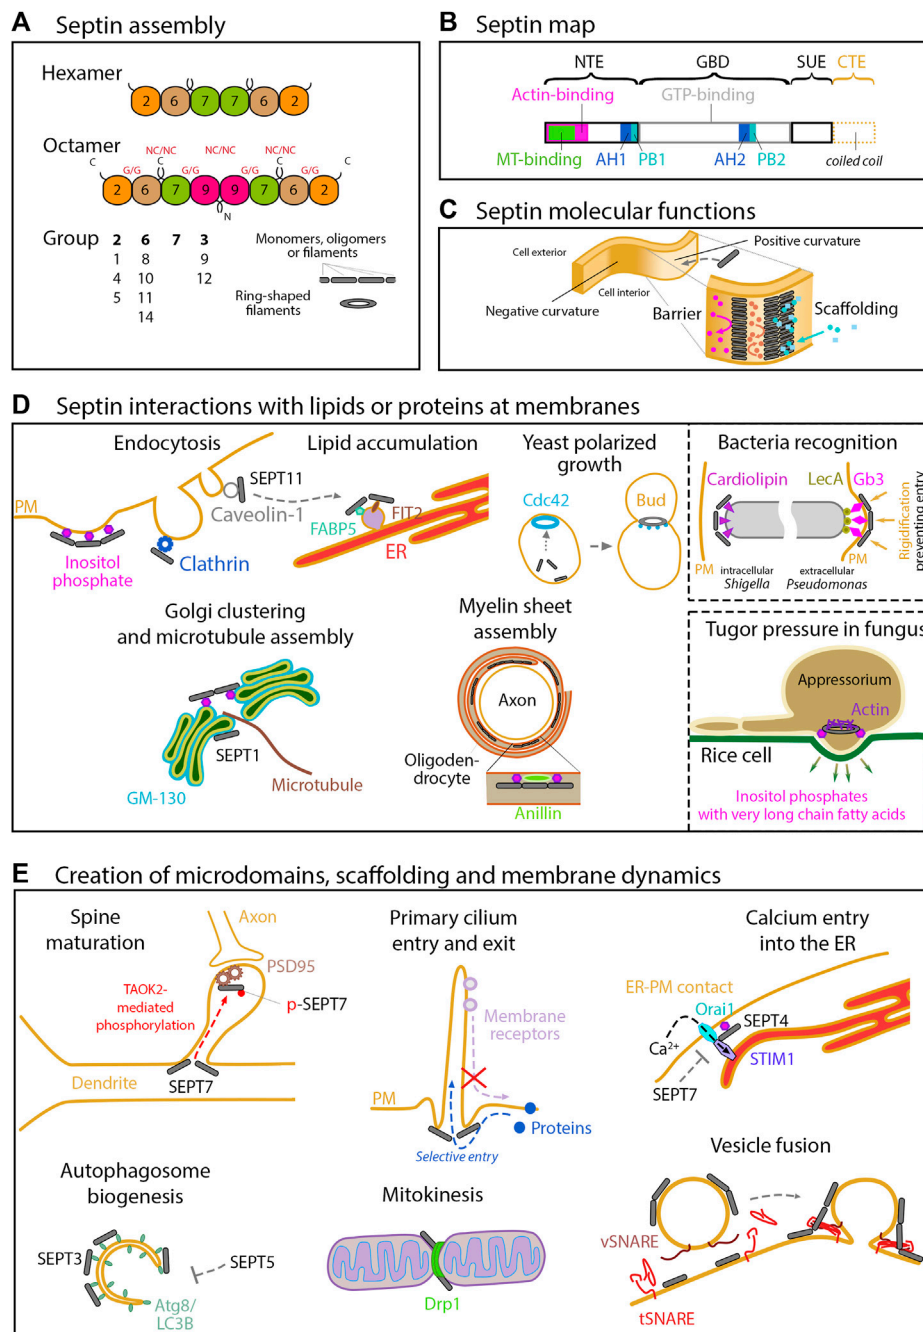 A Septin assembly
Hexamer
2 6 7 7 6 2
Octamer
NC/NC NC/NC NC/NC
C C C C
G/G G/G G/G G/G
2 6 7 9 9 7 6 2
N
Group 2 6 7 3
1 8 9
4 10 12
5 11
14
Monomers, oligomers
or filaments
Ring-shaped
filaments
B Septin map
NTE GBD SUE CTE
Actin-binding GTP-binding
MT-binding AH1 PB1 AH2 PB2 coiled coil
C Septin molecular functions
Cell exterior
Positive curvature
Cell interior
Negative curvature
Barrier
Scaffolding
D Septin interactions with lipids or proteins at membranes
Endocytosis
PM
SEPT11
Caveolin-1
Inositol
phosphate
Clathrin
Lipid accumulation
FIT2
FABP5
ER
Yeast polarized
growth
Cdc42
Bud
Bacteria recognition
Cardiolipin LecA Gb3
Rigidification
preventing entry
PM PM
intracellular extracellular
Shigella Pseudomonas
Golgi clustering
and microtubule assembly
SEPT1
Microtubule
GM-130
Myelin sheet
assembly
Axon
Oligoden-
drocyte
Anillin
Tugor pressure in fungus
Appressorium
Actin
Rice cell
Inositol phosphates
with very long chain fatty acids
E Creation of microdomains, scaffolding and membrane dynamics
Spine
maturation
Axon
PSD95
TAOK2-
mediated
phosphorylation
p-SEPT7
Dendrite
SEPT7
Primary cilium
entry and exit
Membrane
receptors
PM
Proteins
Selective entry
Calcium entry
into the ER
ER-PM contact
Orai1
SEPT4
Ca2+
STIM1
SEPT7
Autophagosome
biogenesis
SEPT3
SEPT5
Atg8/
LC3B
Mitokinesis
Drp1
Vesicle fusion
vSNARE
tSNARE